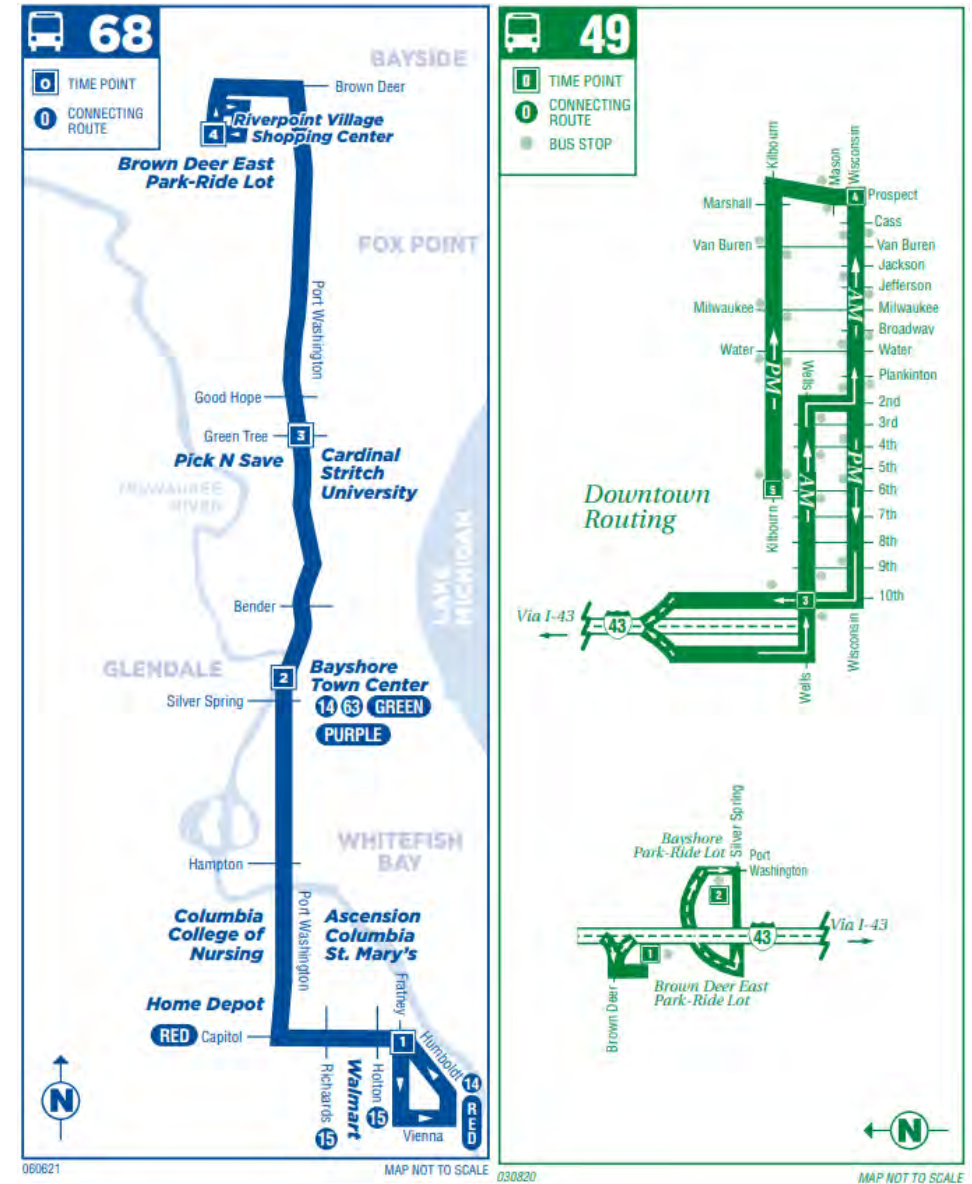 68
0 TIME POINT
0 CONNECTING
ROUTE
BAYSIDE
Brown Deer
Riverpoint Village
Shopping Center
4
Brown Deer East
Park-Ride Lot
FOX POINT
Port Washington
Good Hope
Green Tree
3
Pick N Save
Cardinal
Stritch
University
MILWAUKEE
RIVER
LAKE
MICHIGAN
Bender
GLENDALE
2
Bayshore
Town Center
14 63 GREEN
PURPLE
Silver Spring
WHITEFISH
BAY
Hampton
Port Washington
Columbia
College of
Nursing
Ascension
Columbia
St. Mary's
Home Depot
RED Capitol
Fratney
1
Humboldt
14
RED
Richaards
15
Walmart
Holton
15
Vienna
N
060621
MAP NOT TO SCALE
49
0 TIME POINT
0 CONNECTING
ROUTE
BUS STOP
Kilbourn
Mason
Wisconsin
4
Prospect
Marshall
Cass
Van Buren
Van Buren
Jackson
Jefferson
Milwaukee
Milwaukee
Broadway
Water
Water
Plankinton
Wells
2nd
3rd
4th
5th
6th
7th
8th
9th
10th
AM
PM
PM
AM
5
Kilbourn
Downtown
Routing
3
Via I-43
43
Wells
Wisconsin
Silver Spring
Bayshore
Park-Ride Lot
Port
Washington
2
Via I-43
43
1
Brown Deer East
Park-Ride Lot
Brown Deer
N
030820
MAP NOT TO SCALE